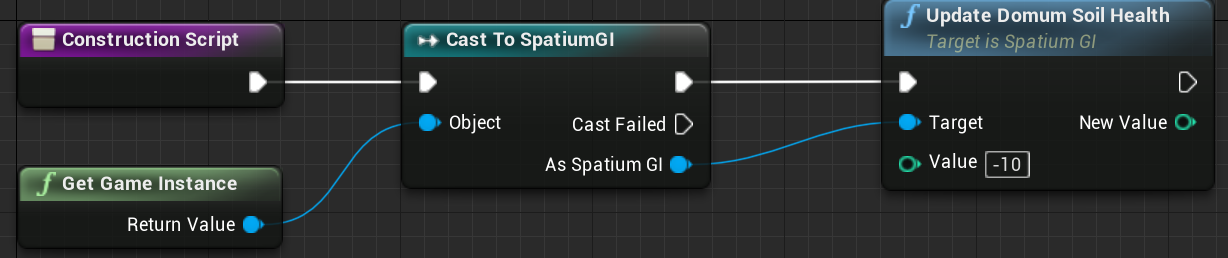 Construction Script
Cast To SpatiumGI
Update Domum Soil Health
Target is Spatium GI
Object
Cast Failed
As Spatium GI
Target
New Value
Value -10
Get Game Instance
Return Value